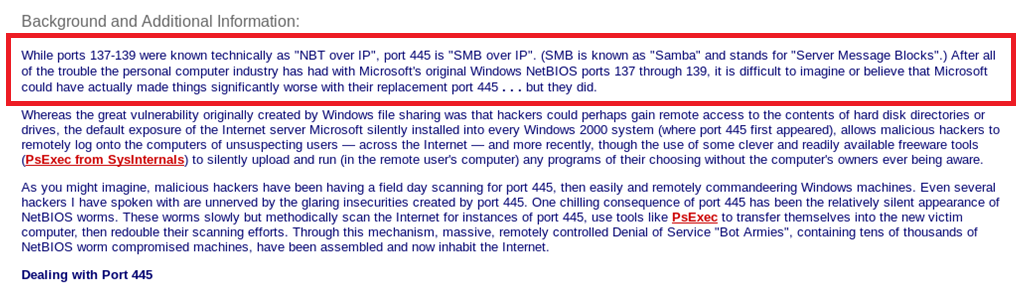 Background and Additional Information:
While ports 137-139 were known technically as "NBT over IP", port 445 is "SMB over IP". (SMB is known as "Samba" and stands for "Server Message Blocks".) After all
of the trouble the personal computer industry has had with Microsoft's original Windows NetBIOS ports 137 through 139, it is difficult to imagine or believe that Microsoft
could have actually made things significantly worse with their replacement port 445 . . . but they did.
Whereas the great vulnerability originally created by Windows file sharing was that hackers could perhaps gain remote access to the contents of hard disk directories or
drives, the default exposure of the Internet server Microsoft silently installed into every Windows 2000 system (where port 445 first appeared), allows malicious hackers to
remotely log onto the computers of unsuspecting users — across the Internet — and more recently, though the use of some clever and readily available freeware tools
(PsExec from SysInternals) to silently upload and run (in the remote user's computer) any programs of their choosing without the computer's owners ever being aware.
As you might imagine, malicious hackers have been having a field day scanning for port 445, then easily and remotely commandeering Windows machines. Even several
hackers I have spoken with are unnerved by the glaring insecurities created by port 445. One chilling consequence of port 445 has been the relatively silent appearance of
NetBIOS worms. These worms slowly but methodically scan the Internet for instances of port 445, use tools like PsExec to transfer themselves into the new victim
computer, then redouble their scanning efforts. Through this mechanism, massive, remotely controlled Denial of Service "Bot Armies", containing tens of thousands of
NetBIOS worm compromised machines, have been assembled and now inhabit the Internet.
Dealing with Port 445